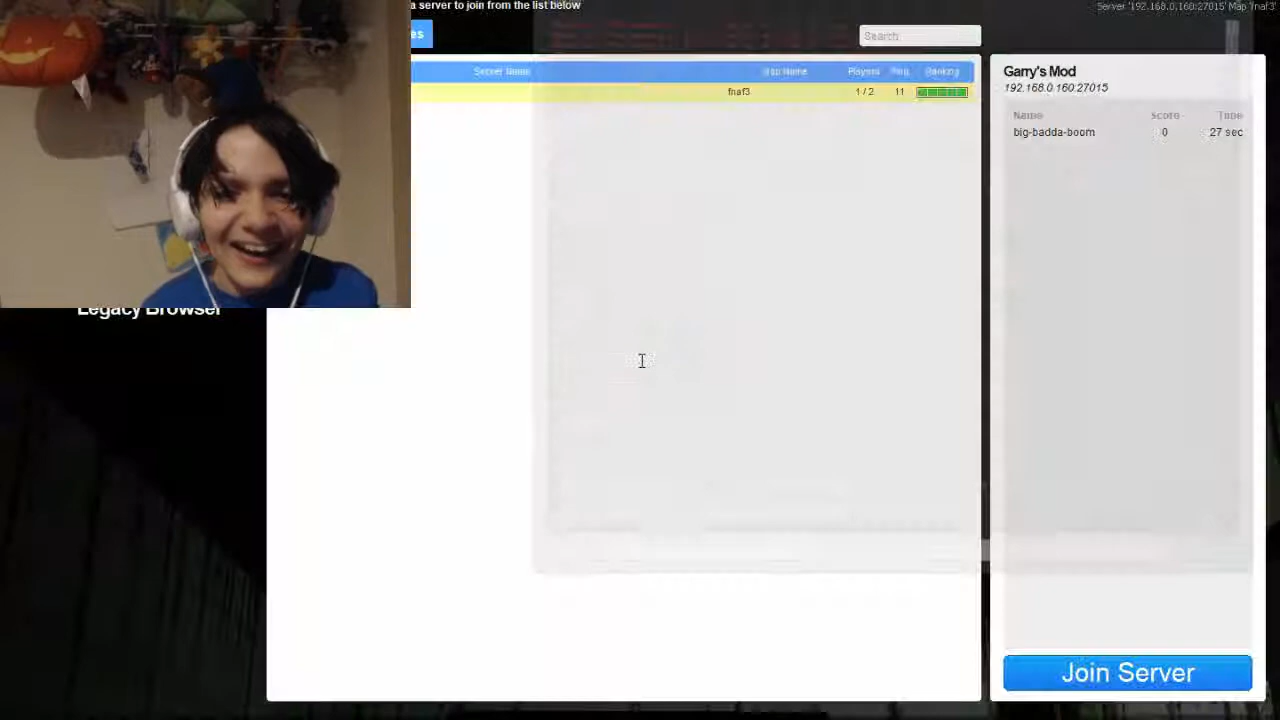 a server to join from the list below
Server '192.168.0.160:27015' Map 'fnaf3'
es
Search
Server Name Map Name Players Ping Ranking
fnaf3 1 / 2 11
Garry's Mod
192.168.0.160:27015
Name Score Time
big-badda-boom 0 27 sec
Legacy Browser
Join Server